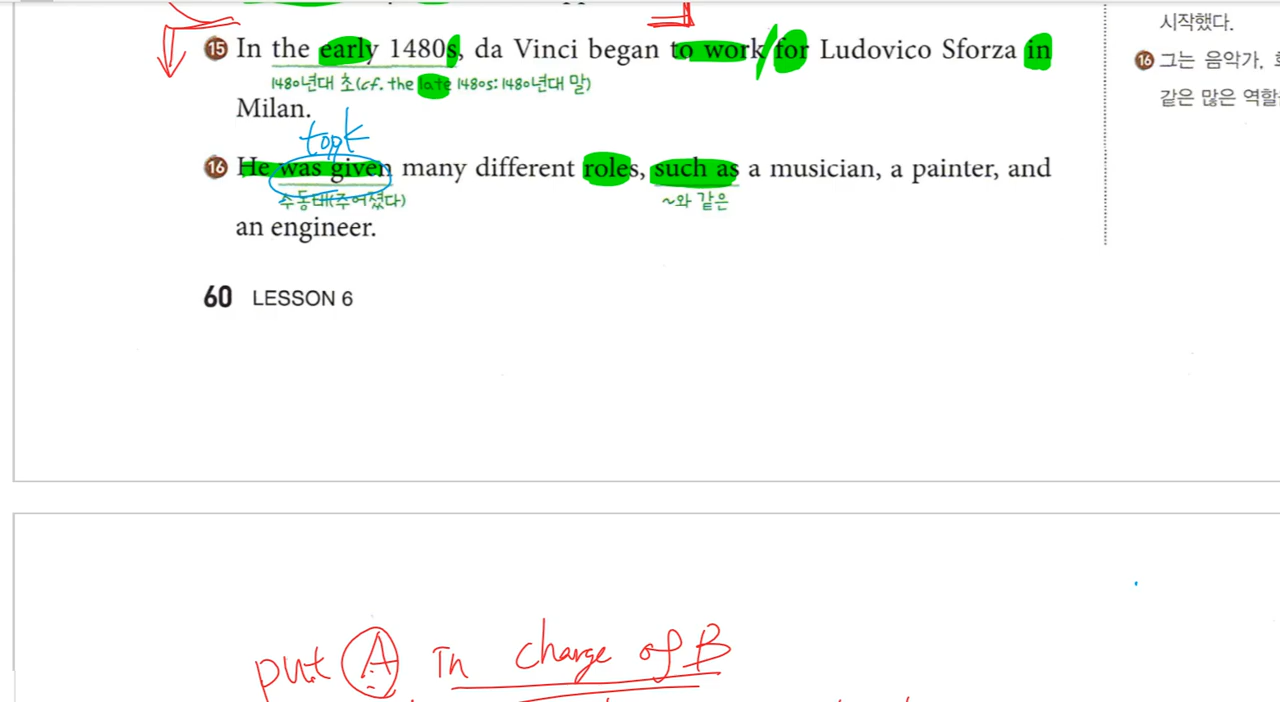 시작했다.
⑮ In the early 1480s, da Vinci began to work / for Ludovico Sforza in
1480년대 초(cf. the late 1480s: 1480년대 말)
⑯ 그는 음악가,
Milan.
같은 많은 역할
took
⑯ He was given many different roles, such as a musician, a painter, and
수동태(주어졌다)
~와 같은
an engineer.
60 LESSON 6
put A in charge of B